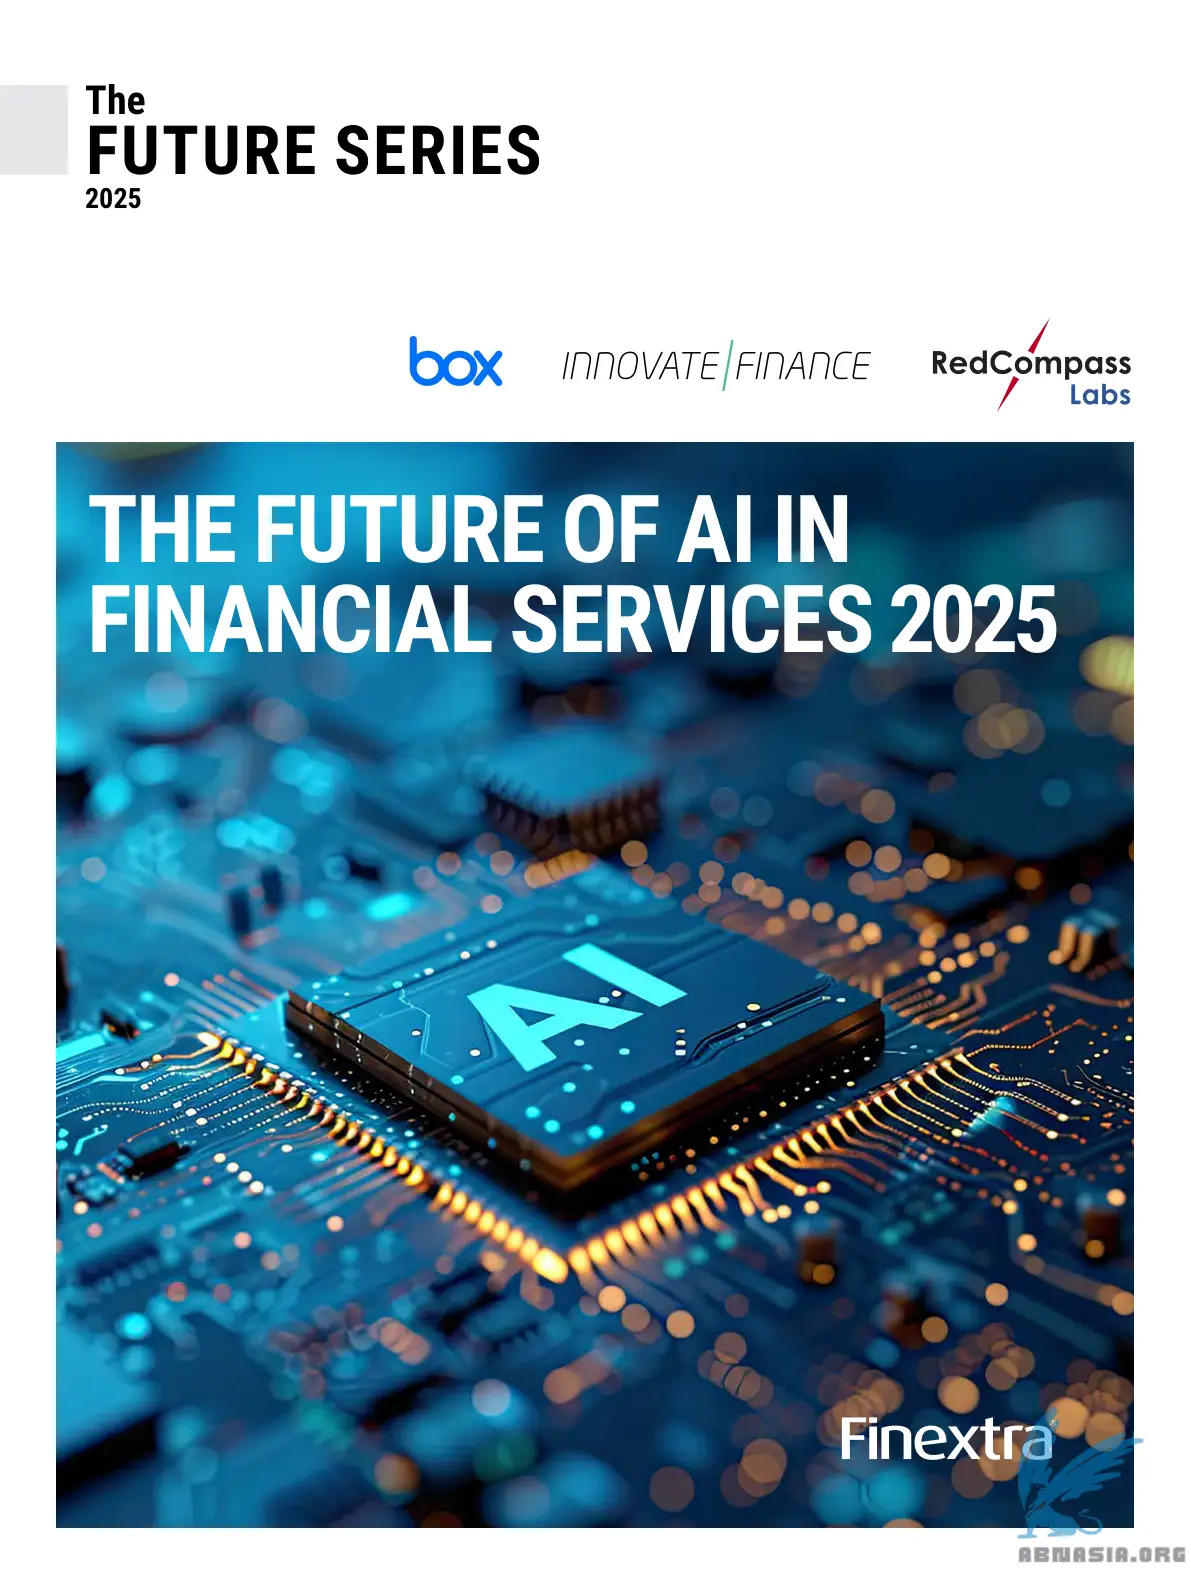 The
FUTURE SERIES
2025
box
INNOVATE/FINANCE
RedCompass
Labs
THE FUTURE OF AI IN
FINANCIAL SERVICES 2025
AI
Finextra
ABNASIA.ORG